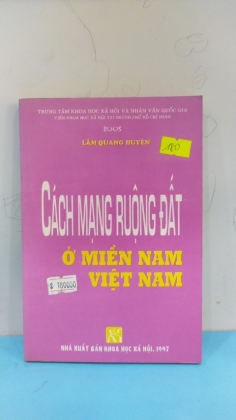 TRUNG TÂM KHOA HỌC XÃ HỘI VÀ NHÂN VĂN QUỐC GIA
VIỆN KHOA HỌC XÃ HỘI TẠI THÀNH PHỐ HỒ CHÍ MINH
LÂM QUANG HUYÊN
180
CÁCH MẠNG RUỘNG ĐẤT
Ở MIỀN NAM
VIỆT NAM
180000
NHÀ XUẤT BẢN KHOA HỌC XÃ HỘI, 1997